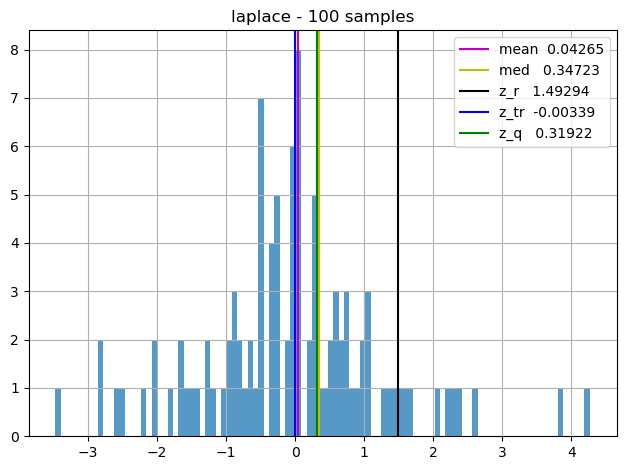 laplace - 100 samples
mean 0.04265
med 0.34723
z_r 1.49294
z_tr -0.00339
z_q 0.31922
8
7
6
5
4
3
2
1
0
−3 −2 −1 0 1 2 3 4